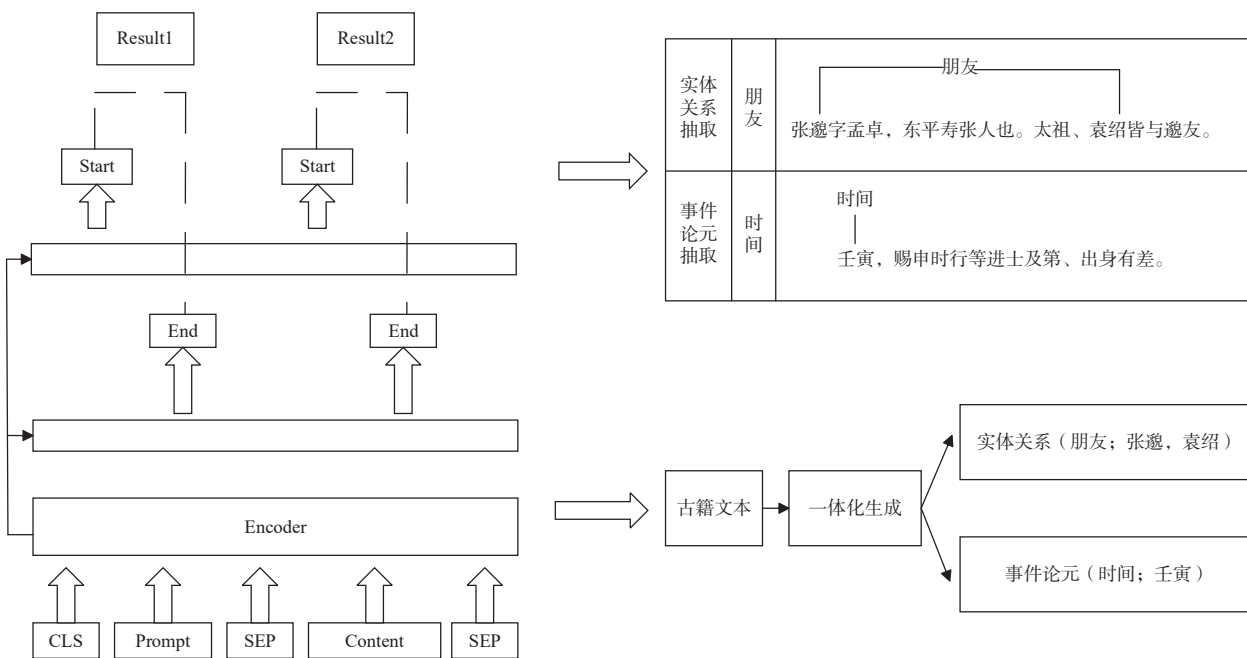 Result1
Result2
Start
Start
End
End
Encoder
CLS
Prompt
SEP
Content
SEP
实体
关系
抽取
朋
友
朋友
张邈字孟卓，东平寿张人也。太祖、袁绍皆与邈友。
事件
论元
抽取
时
间
时间
壬寅，赐申时行等进士及第、出身有差。
古籍文本
一体化生成
实体关系（朋友；张邈，袁绍）
事件论元（时间；壬寅）